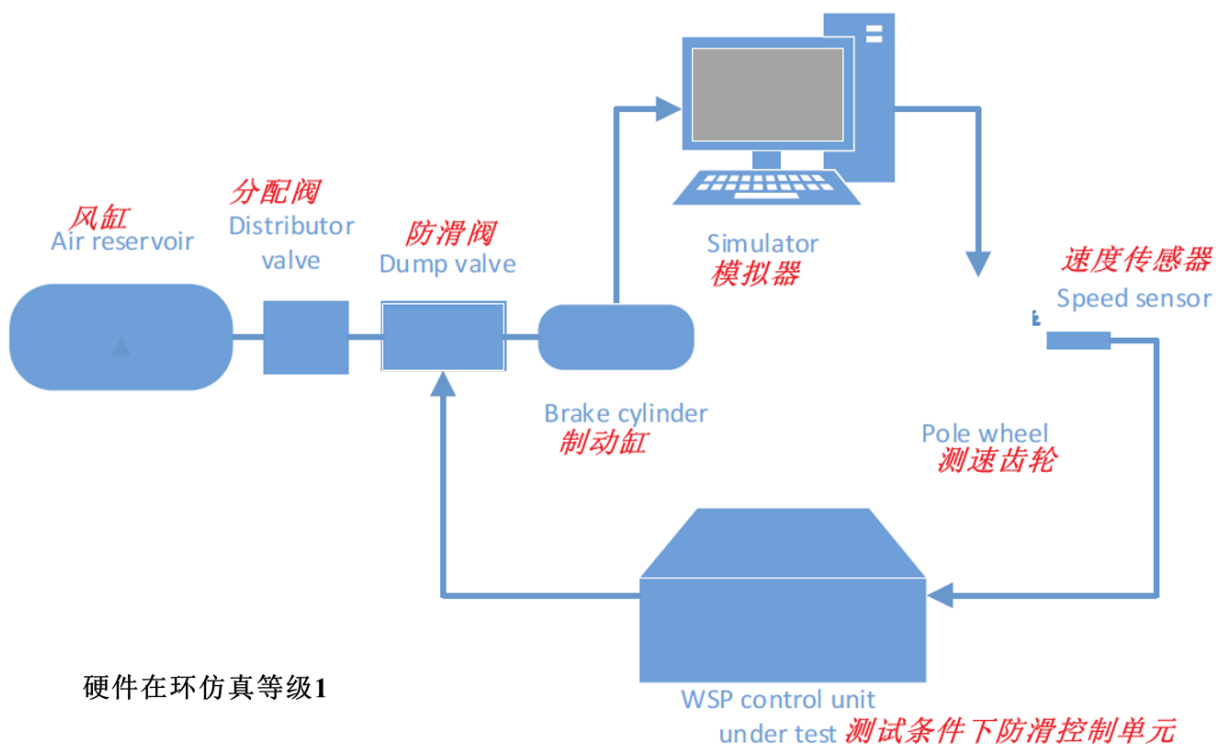 风缸
Air reservoir
分配阀
Distributor
valve
防滑阀
Dump valve
Simulator
模拟器
速度传感器
Speed sensor
Brake cylinder
制动缸
Pole wheel
测速齿轮
硬件在环仿真等级1
WSP control unit
under test 测试条件下防滑控制单元